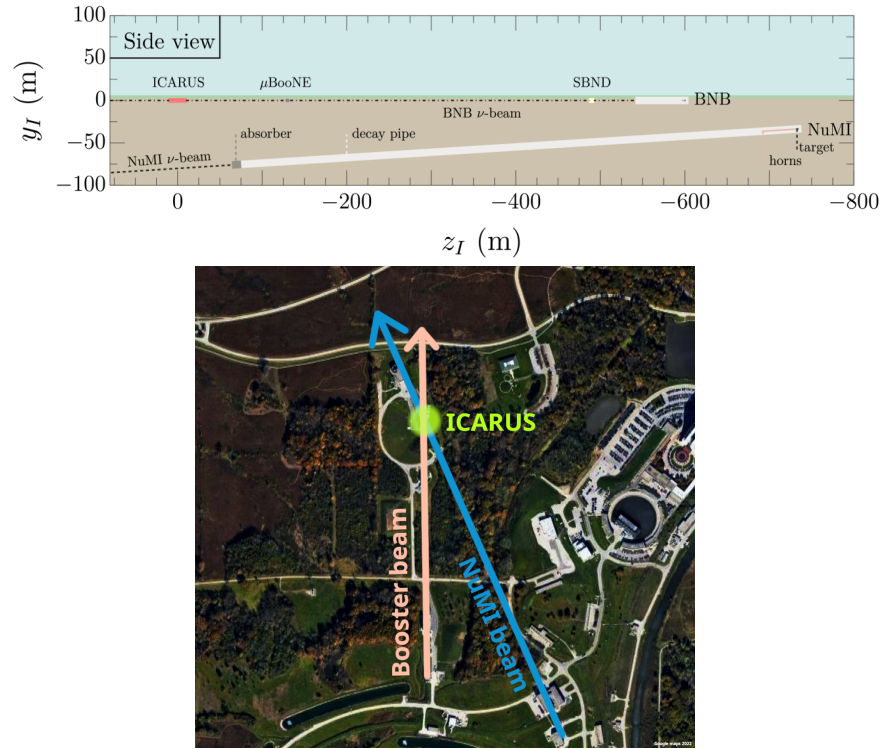 100
Side view
50
ICARUS
μBooNE
SBND
0
BNB
BNB ν-beam
y_I (m)
absorber
decay pipe
NuMI
−50
NuMI ν-beam
target
horns
−100
0
−200
−400
−600
−800
z_I (m)
ICARUS
Booster beam
NuMI beam
Google maps 2022